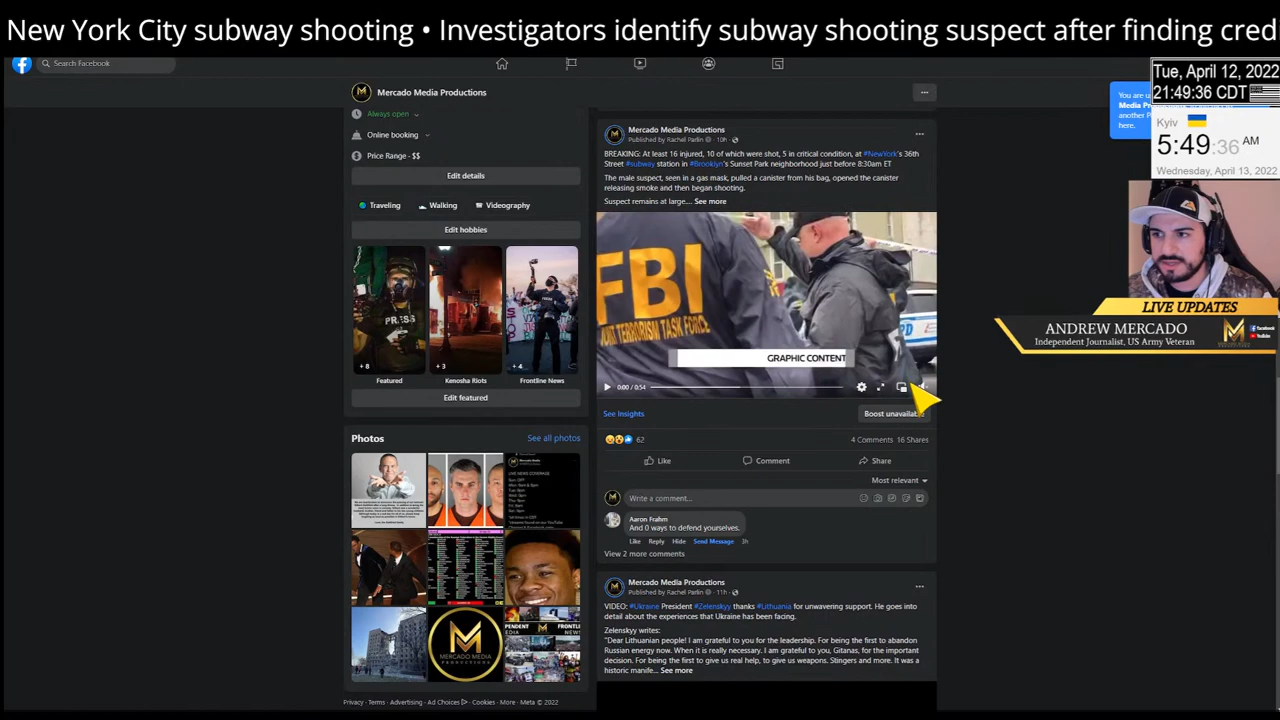 New York City subway shooting • Investigators identify subway shooting suspect after finding credi
Search Facebook
Tue, April 12, 2022
21:49:36 CDT
Kyiv
5:49:36 AM
Wednesday, April 13, 2022
You are u
Media P
another P
here.
Mercado Media Productions
Always open
Online booking
Price Range · $$
Edit details
Traveling
Walking
Videography
Edit hobbies
PRESS
+ 8
+ 3
+ 4
Featured
Kenosha Riots
Frontline News
Edit featured
Photos
See all photos
Privacy · Terms · Advertising · Ad Choices · Cookies · More · Meta © 2022
Mercado Media Productions
Published by Rachel Parlin · 10h ·
BREAKING: At least 16 injured, 10 of which were shot, 5 in critical condition, at #NewYork's 36th
Street #subway station in #Brooklyn's Sunset Park neighborhood just before 8:30am ET
The male suspect, seen in a gas mask, pulled a canister from his bag, opened the canister
releasing smoke and then began shooting.
Suspect remains at large.... See more
FBI
TERRORISM TASK FORCE
GRAPHIC CONTENT
0:00 / 0:54
See Insights
Boost unavailable
62
4 Comments 16 Shares
Like
Comment
Share
Most relevant
Write a comment...
Aaron Frahm
And 0 ways to defend yourselves.
Like Reply Hide Send Message 3h
View 2 more comments
Mercado Media Productions
Published by Rachel Parlin · 11h ·
VIDEO: #Ukraine President #Zelenskyy thanks #Lithuania for unwavering support. He goes into
detail about the experiences that Ukraine has been facing.
Zelenskyy writes:
"Dear Lithuanian people! I am grateful to you for the leadership. For being the first to abandon
Russian energy now. When it is really necessary. I am grateful to you, Gitanas, for the important
decision. For being the first to give us real help, to give us weapons. Stingers and more. It was a
historic manife... See more
LIVE UPDATES
ANDREW MERCADO
Independent Journalist, US Army Veteran
Facebook
YouTube